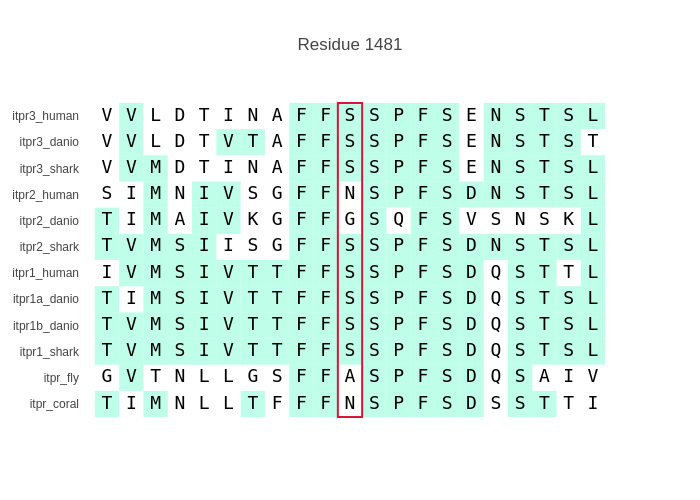 Residue 1481
itpr3_human V V L D T I N A F F S S P F S E N S T S L
itpr3_danio V V L D T V T A F F S S P F S E N S T S T
itpr3_shark V V M D T I N A F F S S P F S E N S T S L
itpr2_human S I M N I V S G F F N S P F S D N S T S L
itpr2_danio T I M A I V K G F F G S Q F S V S N S K L
itpr2_shark T V M S I I S G F F S S P F S D N S T S L
itpr1_human I V M S I V T T F F S S P F S D Q S T T L
itpr1a_danio T I M S I V T T F F S S P F S D Q S T S L
itpr1b_danio T V M S I V T T F F S S P F S D Q S T S L
itpr1_shark T V M S I V T T F F S S P F S D Q S T S L
itpr_fly G V T N L L G S F F A S P F S D Q S A I V
itpr_coral T I M N L L T F F F N S P F S D S S T T I